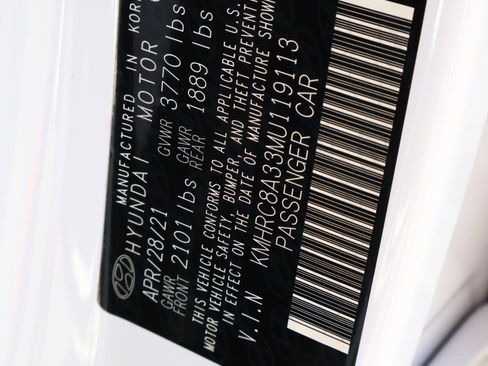 MANUFACTURED IN KOR
HYUNDAI MOTOR
APR/28/21 GVWR 3770 lbs
GAWR FRONT 2101 lbs GAWR REAR 1889 lbs
THIS VEHICLE CONFORMS TO ALL APPLICABLE U.S.
MOTOR VEHICLE SAFETY, BUMPER, AND THEFT PREVENT
IN EFFECT ON THE DATE OF MANUFACTURE SHOWN
V.I.N KMHRC8A33MU119113
PASSENGER CAR